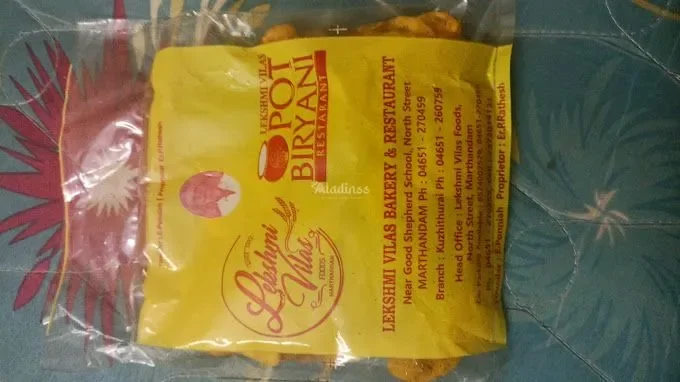 LEKSHMI VILAS
POT
BIRYANI
RESTARANT
Lekshmi
Vilas
FOODS
MARTHANDAM
Aladinss
LEKSHMI VILAS BAKERY & RESTAURANT
Near Good Shepherd School, North Street
MARTHANDAM Ph : 04651 - 270459
Branch : Kuzhithurai Ph : 04651 - 260759
Head Office : Lekshmi Vilas Foods,
North Street, Marthandam
Proprietor : Er.P.Rathesh